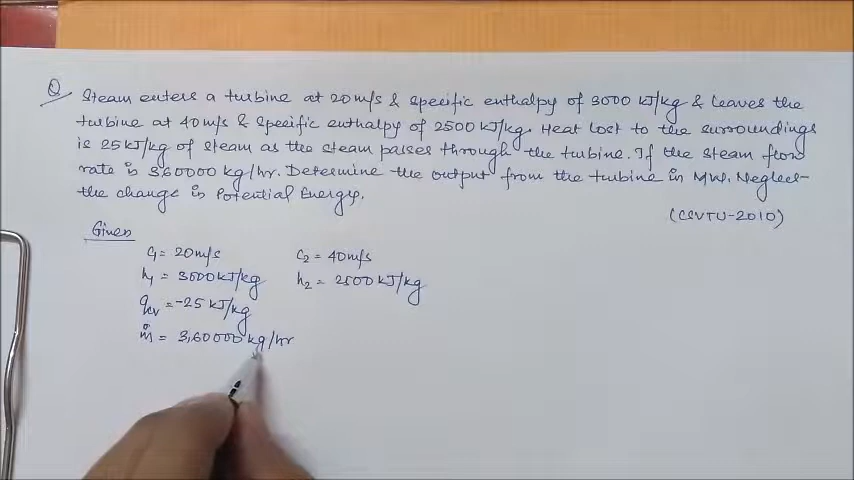 Q Steam enters a turbine at 20 m/s & specific enthalpy of 3000 kJ/kg & leaves the
turbine at 40 m/s & specific enthalpy of 2500 kJ/kg. Heat lost to the surroundings
is 25 kJ/kg of steam as the steam passes through the turbine. If the steam flow
rate is 360000 kg/hr. Determine the output from the turbine in MW. Neglect
the change in Potential Energy.
(CSVTU-2010)
Given
C1 = 20 m/s C2 = 40 m/s
h1 = 3000 kJ/kg h2 = 2500 kJ/kg
qcv = -25 kJ/kg
ṁ = 3,60000 kg/hr